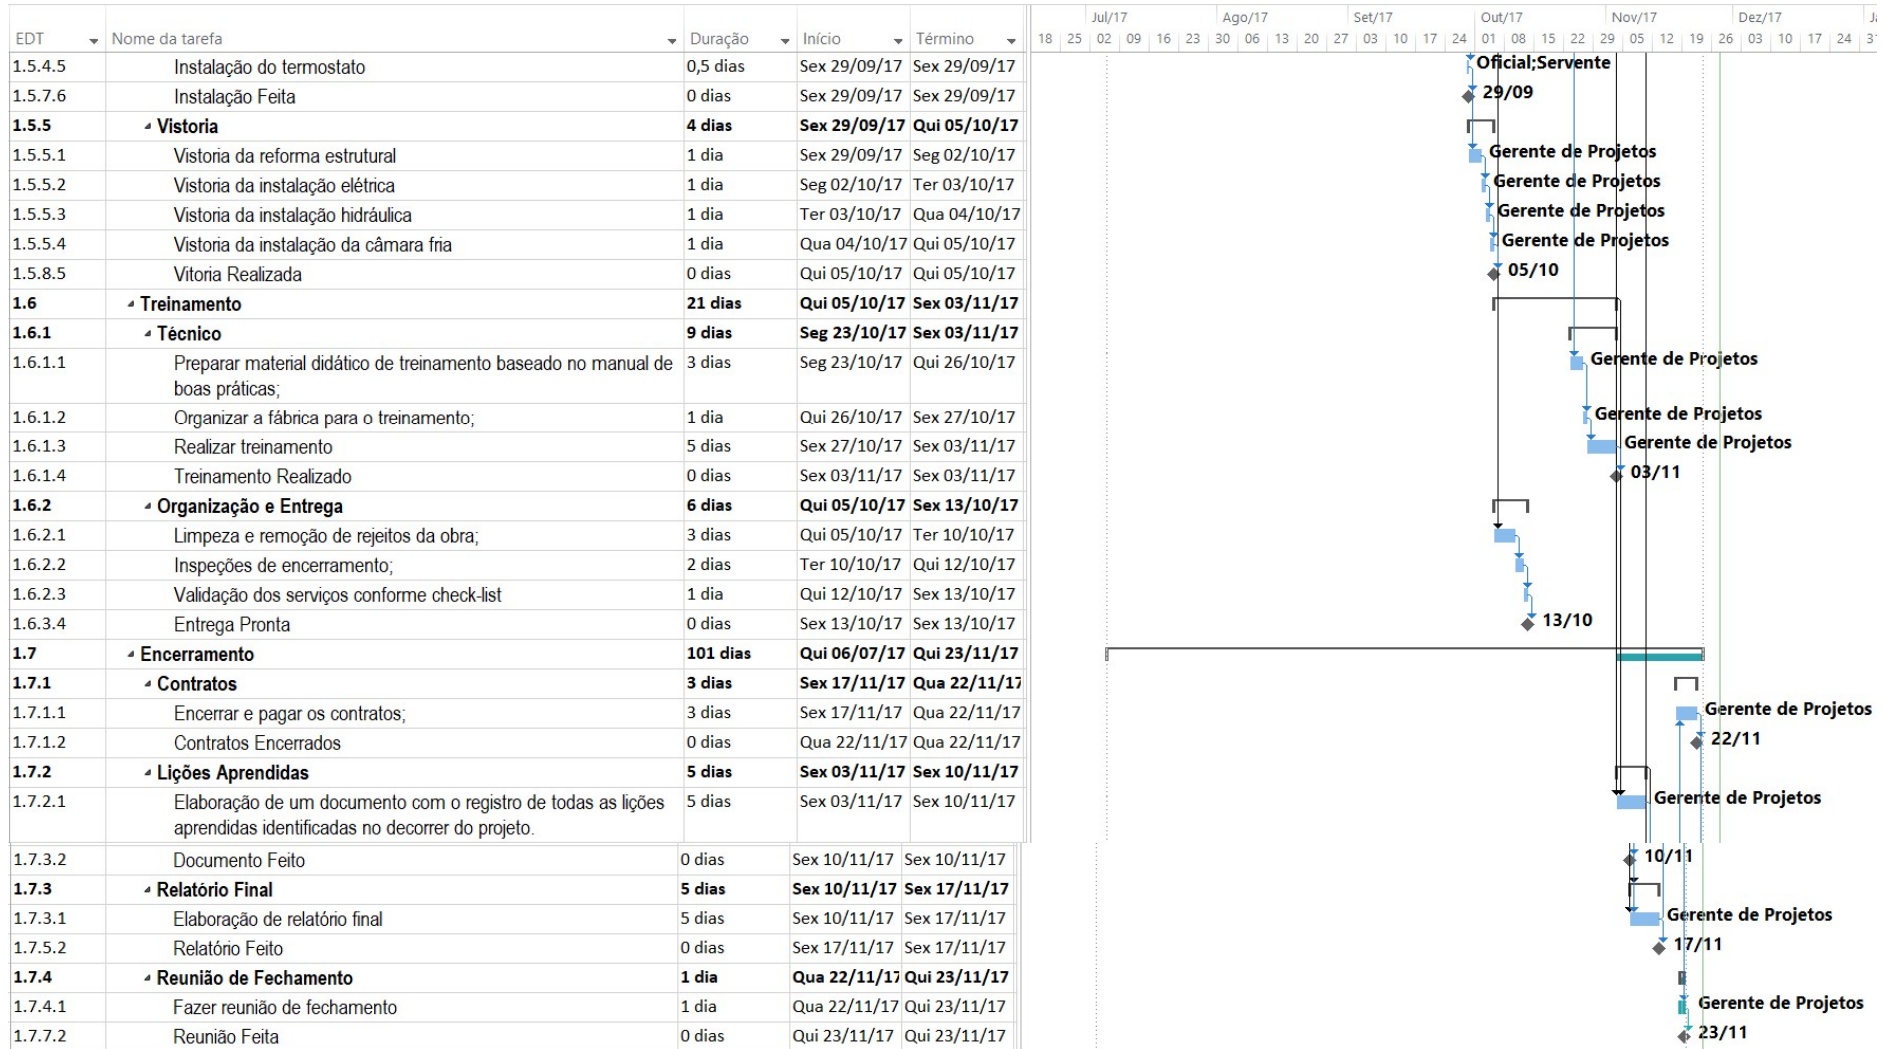 Jul/17 Ago/17 Set/17 Out/17 Nov/17 Dez/17
EDT Nome da tarefa Duração Início Término 18 25 02 09 16 23 30 06 13 20 27 03 10 17 24 01 08 15 22 29 05 12 19 26 03 10 17 24 31
1.5.4.5 Instalação do termostato 0,5 dias Sex 29/09/17 Sex 29/09/17 Oficial;Servente
1.5.7.6 Instalação Feita 0 dias Sex 29/09/17 Sex 29/09/17 29/09
1.5.5 Vistoria 4 dias Sex 29/09/17 Qui 05/10/17
1.5.5.1 Vistoria da reforma estrutural 1 dia Sex 29/09/17 Seg 02/10/17 Gerente de Projetos
1.5.5.2 Vistoria da instalação elétrica 1 dia Seg 02/10/17 Ter 03/10/17 Gerente de Projetos
1.5.5.3 Vistoria da instalação hidráulica 1 dia Ter 03/10/17 Qua 04/10/17 Gerente de Projetos
1.5.5.4 Vistoria da instalação da câmara fria 1 dia Qua 04/10/17 Qui 05/10/17 Gerente de Projetos
1.5.8.5 Vitoria Realizada 0 dias Qui 05/10/17 Qui 05/10/17 05/10
1.6 Treinamento 21 dias Qui 05/10/17 Sex 03/11/17
1.6.1 Técnico 9 dias Seg 23/10/17 Sex 03/11/17
1.6.1.1 Preparar material didático de treinamento baseado no manual de 3 dias Seg 23/10/17 Qui 26/10/17 Gerente de Projetos
boas práticas;
1.6.1.2 Organizar a fábrica para o treinamento; 1 dia Qui 26/10/17 Sex 27/10/17 Gerente de Projetos
1.6.1.3 Realizar treinamento 5 dias Sex 27/10/17 Sex 03/11/17 Gerente de Projetos
1.6.1.4 Treinamento Realizado 0 dias Sex 03/11/17 Sex 03/11/17 03/11
1.6.2 Organização e Entrega 6 dias Qui 05/10/17 Sex 13/10/17
1.6.2.1 Limpeza e remoção de rejeitos da obra; 3 dias Qui 05/10/17 Ter 10/10/17
1.6.2.2 Inspeções de encerramento; 2 dias Ter 10/10/17 Qui 12/10/17
1.6.2.3 Validação dos serviços conforme check-list 1 dia Qui 12/10/17 Sex 13/10/17
1.6.3.4 Entrega Pronta 0 dias Sex 13/10/17 Sex 13/10/17 13/10
1.7 Encerramento 101 dias Qui 06/07/17 Qui 23/11/17
1.7.1 Contratos 3 dias Sex 17/11/17 Qua 22/11/17
1.7.1.1 Encerrar e pagar os contratos; 3 dias Sex 17/11/17 Qua 22/11/17 Gerente de Projetos
1.7.1.2 Contratos Encerrados 0 dias Qua 22/11/17 Qua 22/11/17 22/11
1.7.2 Lições Aprendidas 5 dias Sex 03/11/17 Sex 10/11/17
1.7.2.1 Elaboração de um documento com o registro de todas as lições 5 dias Sex 03/11/17 Sex 10/11/17 Gerente de Projetos
aprendidas identificadas no decorrer do projeto.
1.7.3.2 Documento Feito 0 dias Sex 10/11/17 Sex 10/11/17 10/11
1.7.3 Relatório Final 5 dias Sex 10/11/17 Sex 17/11/17
1.7.3.1 Elaboração de relatório final 5 dias Sex 10/11/17 Sex 17/11/17 Gerente de Projetos
1.7.5.2 Relatório Feito 0 dias Sex 17/11/17 Sex 17/11/17 17/11
1.7.4 Reunião de Fechamento 1 dia Qua 22/11/17 Qui 23/11/17
1.7.4.1 Fazer reunião de fechamento 1 dia Qua 22/11/17 Qui 23/11/17 Gerente de Projetos
1.7.7.2 Reunião Feita 0 dias Qui 23/11/17 Qui 23/11/17 23/11